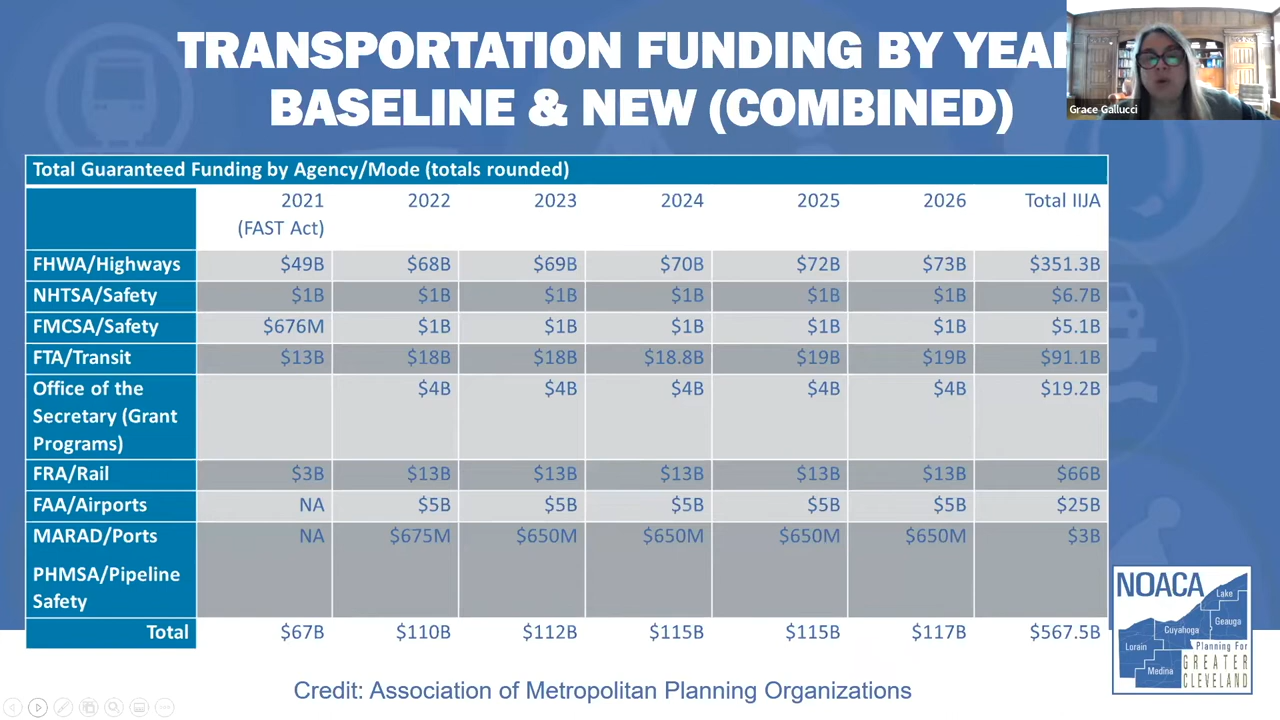 TRANSPORTATION FUNDING BY YEAR
BASELINE & NEW (COMBINED)
Grace Gallucci
Total Guaranteed Funding by Agency/Mode (totals rounded)
2021 2022 2023 2024 2025 2026 Total IIJA
(FAST Act)
FHWA/Highways $49B $68B $69B $70B $72B $73B $351.3B
NHTSA/Safety $1B $1B $1B $1B $1B $1B $6.7B
FMCSA/Safety $676M $1B $1B $1B $1B $1B $5.1B
FTA/Transit $13B $18B $18B $18.8B $19B $19B $91.1B
Office of the $4B $4B $4B $4B $4B $19.2B
Secretary (Grant
Programs)
FRA/Rail $3B $13B $13B $13B $13B $13B $66B
FAA/Airports NA $5B $5B $5B $5B $5B $25B
MARAD/Ports NA $675M $650M $650M $650M $650M $3B
PHMSA/Pipeline
Safety
Total $67B $110B $112B $115B $115B $117B $567.5B
NOACA
Lake
Geauga
Cuyahoga
Lorain
Medina
Planning For
GREATER
CLEVELAND
Credit: Association of Metropolitan Planning Organizations